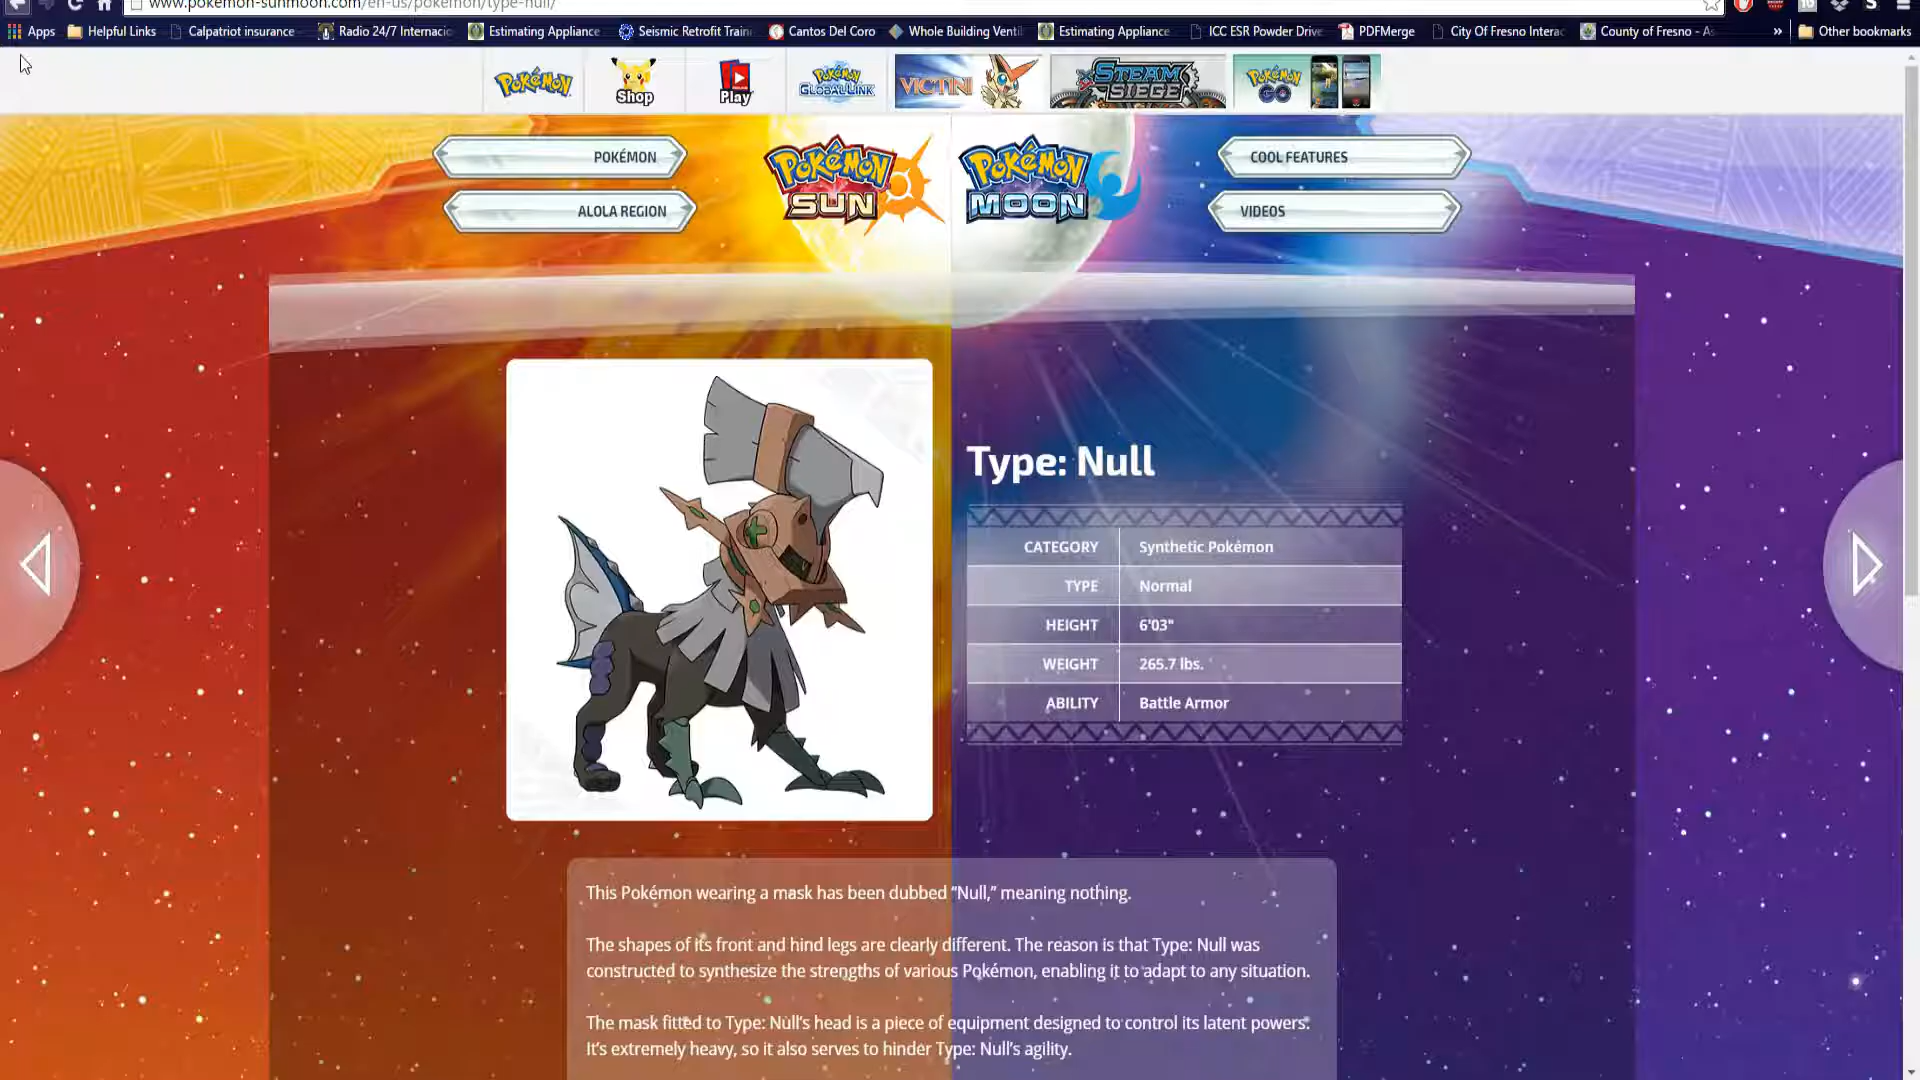 www.pokemon-sunmoon.com/en-us/pokemon/type-null/
Apps Helpful Links Calpatriot insurance Radio 24/7 Internacio Estimating Appliance Seismic Retrofit Train Cantos Del Coro Whole Building Ventil Estimating Appliance ICC ESR Powder Drive PDFMerge City Of Fresno Interac County of Fresno - As » Other bookmarks
Pokémon Shop Play Pokémon GLOBAL LINK VICTINI STEAM SIEGE POKÉMON GO
POKÉMON
ALOLA REGION
POKÉMON SUN
POKÉMON MOON
COOL FEATURES
VIDEOS
Type: Null
CATEGORY Synthetic Pokémon
TYPE Normal
HEIGHT 6'03"
WEIGHT 265.7 lbs.
ABILITY Battle Armor
This Pokémon wearing a mask has been dubbed “Null,” meaning nothing.
The shapes of its front and hind legs are clearly different. The reason is that Type: Null was
constructed to synthesize the strengths of various Pokémon, enabling it to adapt to any situation.
The mask fitted to Type: Null’s head is a piece of equipment designed to control its latent powers.
It’s extremely heavy, so it also serves to hinder Type: Null’s agility.